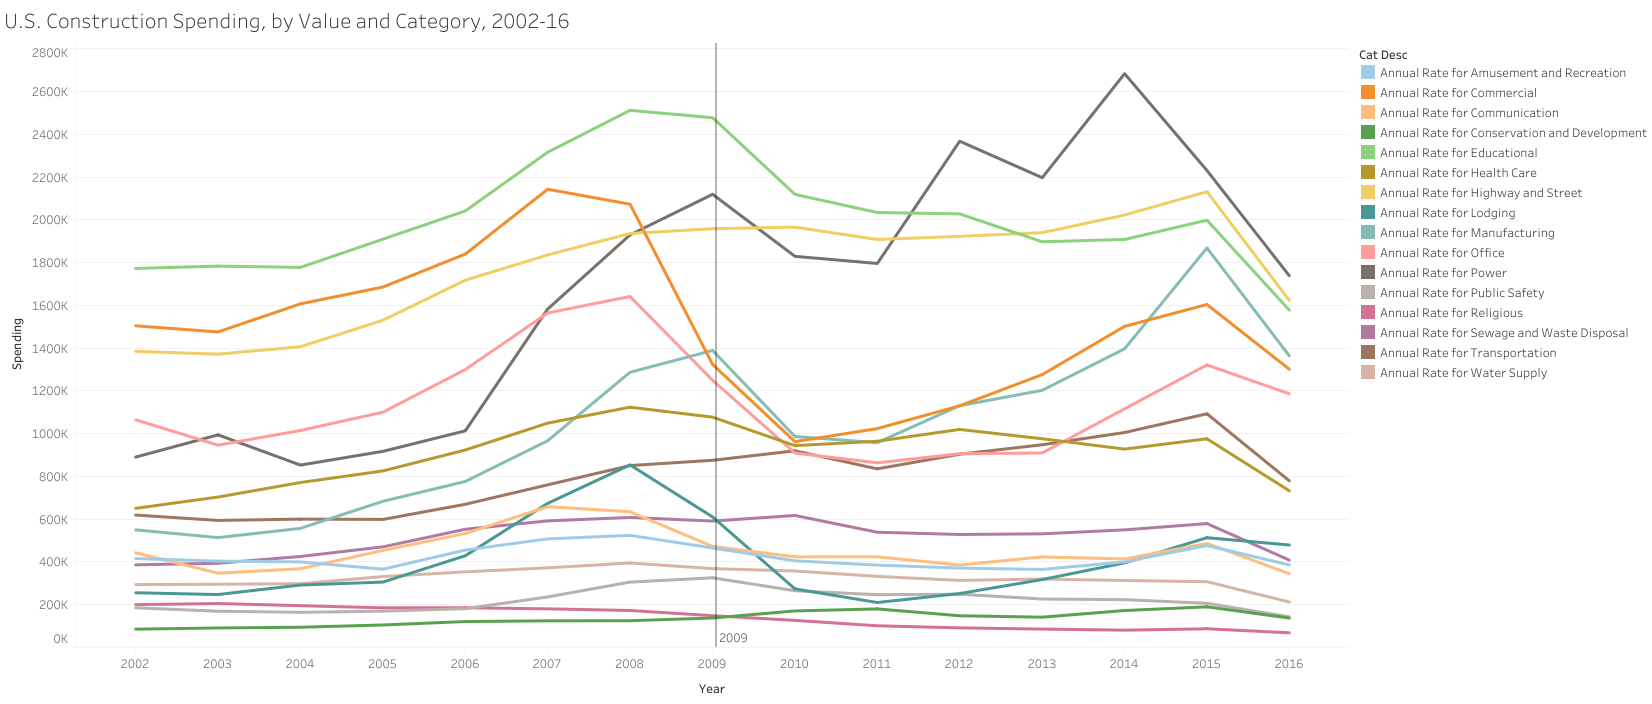 U.S. Construction Spending, by Value and Category, 2002-16
2800K
2600K
2400K
2200K
2000K
1800K
1600K
1400K
1200K
1000K
800K
600K
400K
200K
0K
Spending
2009
2002 2003 2004 2005 2006 2007 2008 2009 2010 2011 2012 2013 2014 2015 2016
Year
Cat Desc
Annual Rate for Amusement and Recreation
Annual Rate for Commercial
Annual Rate for Communication
Annual Rate for Conservation and Development
Annual Rate for Educational
Annual Rate for Health Care
Annual Rate for Highway and Street
Annual Rate for Lodging
Annual Rate for Manufacturing
Annual Rate for Office
Annual Rate for Power
Annual Rate for Public Safety
Annual Rate for Religious
Annual Rate for Sewage and Waste Disposal
Annual Rate for Transportation
Annual Rate for Water Supply